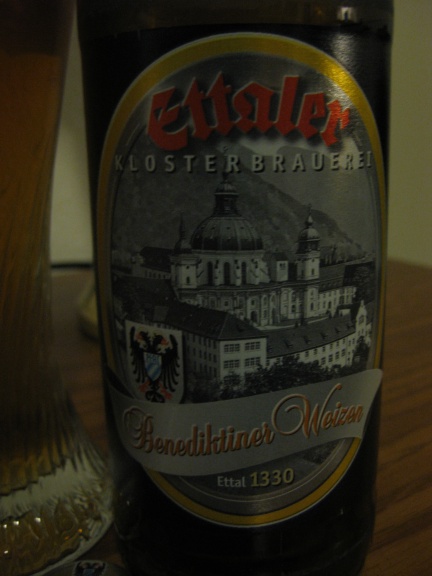 Ettaler
KLOSTERBRAUEREI
Benediktiner Weizen
Ettal 1330